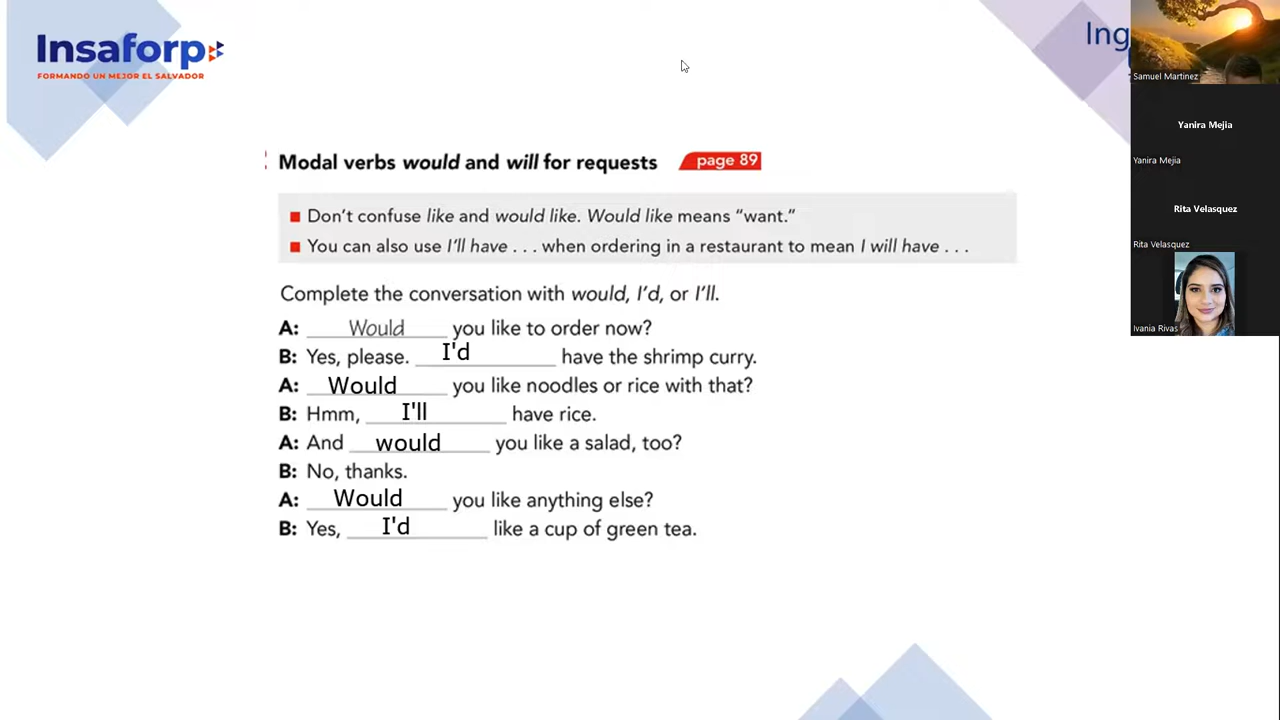 Insaforp
FORMANDO UN MEJOR EL SALVADOR
Ing
Samuel Martinez
Yanira Mejia
Yanira Mejia
Rita Velasquez
Rita Velasquez
Ivania Rivas
Modal verbs would and will for requests page 89
Don't confuse like and would like. Would like means “want.”
You can also use I'll have . . . when ordering in a restaurant to mean I will have . . .
Complete the conversation with would, I'd, or I'll.
A: Would you like to order now?
B: Yes, please. I'd have the shrimp curry.
A: Would you like noodles or rice with that?
B: Hmm, I'll have rice.
A: And would you like a salad, too?
B: No, thanks.
A: Would you like anything else?
B: Yes, I'd like a cup of green tea.